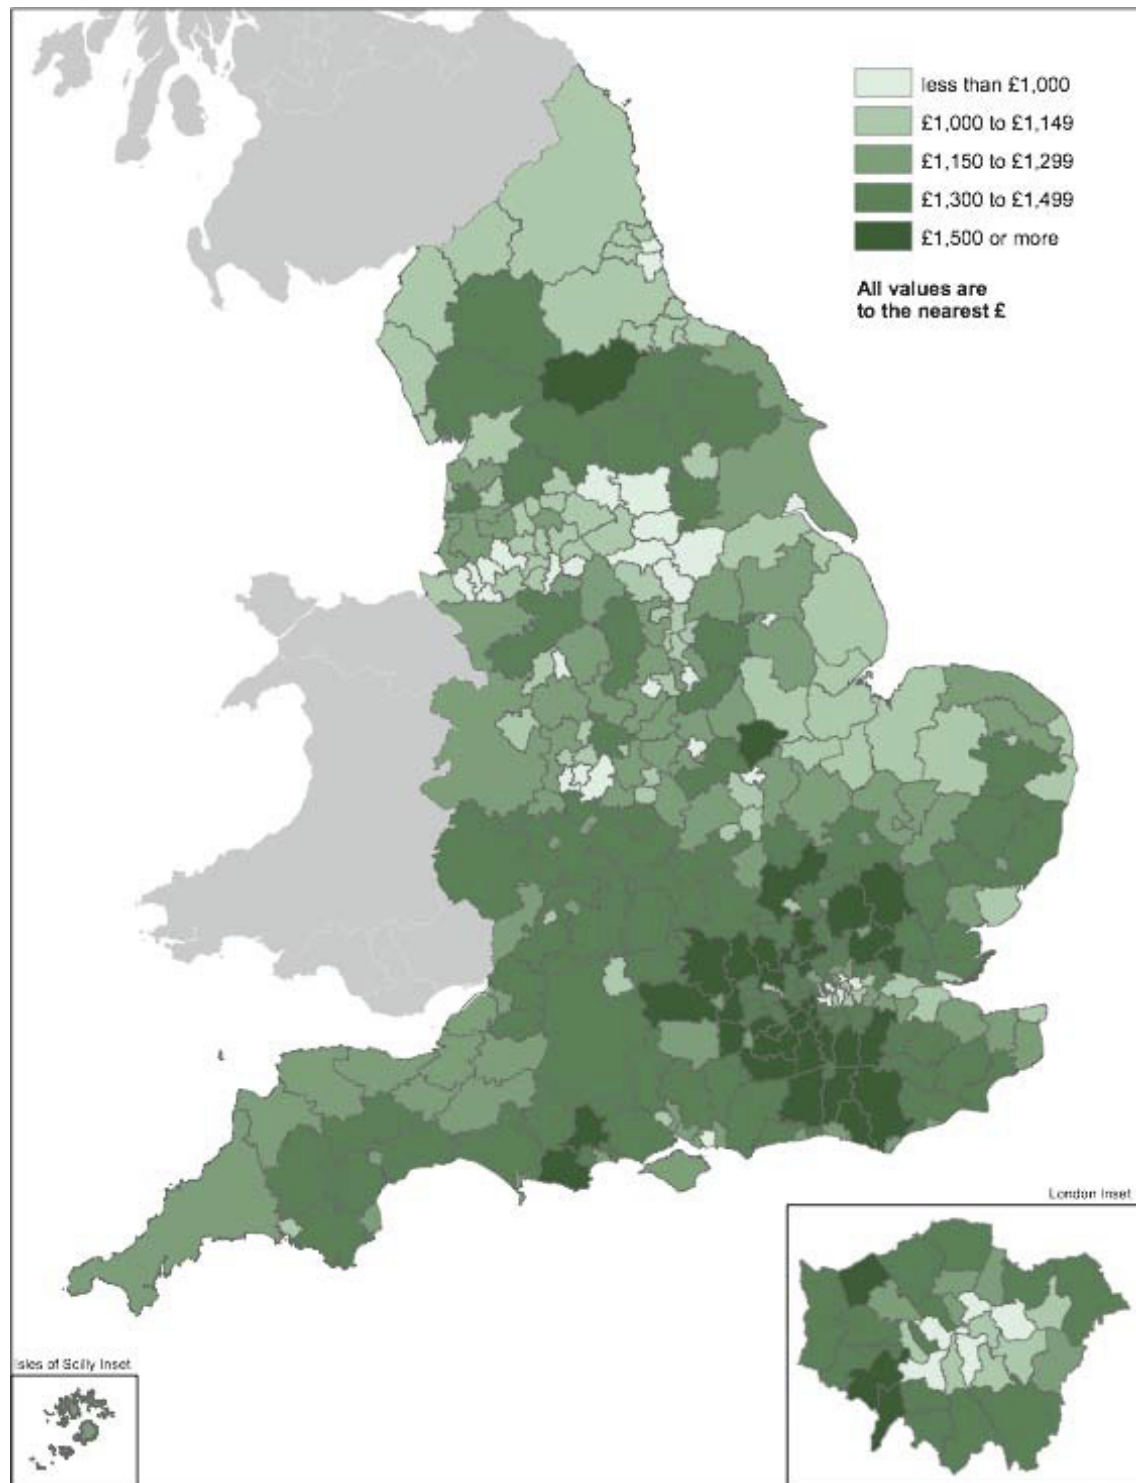 less than £1,000
£1,000 to £1,149
£1,150 to £1,299
£1,300 to £1,499
£1,500 or more
All values are
to the nearest £
London Inset
Isles of Scilly Inset